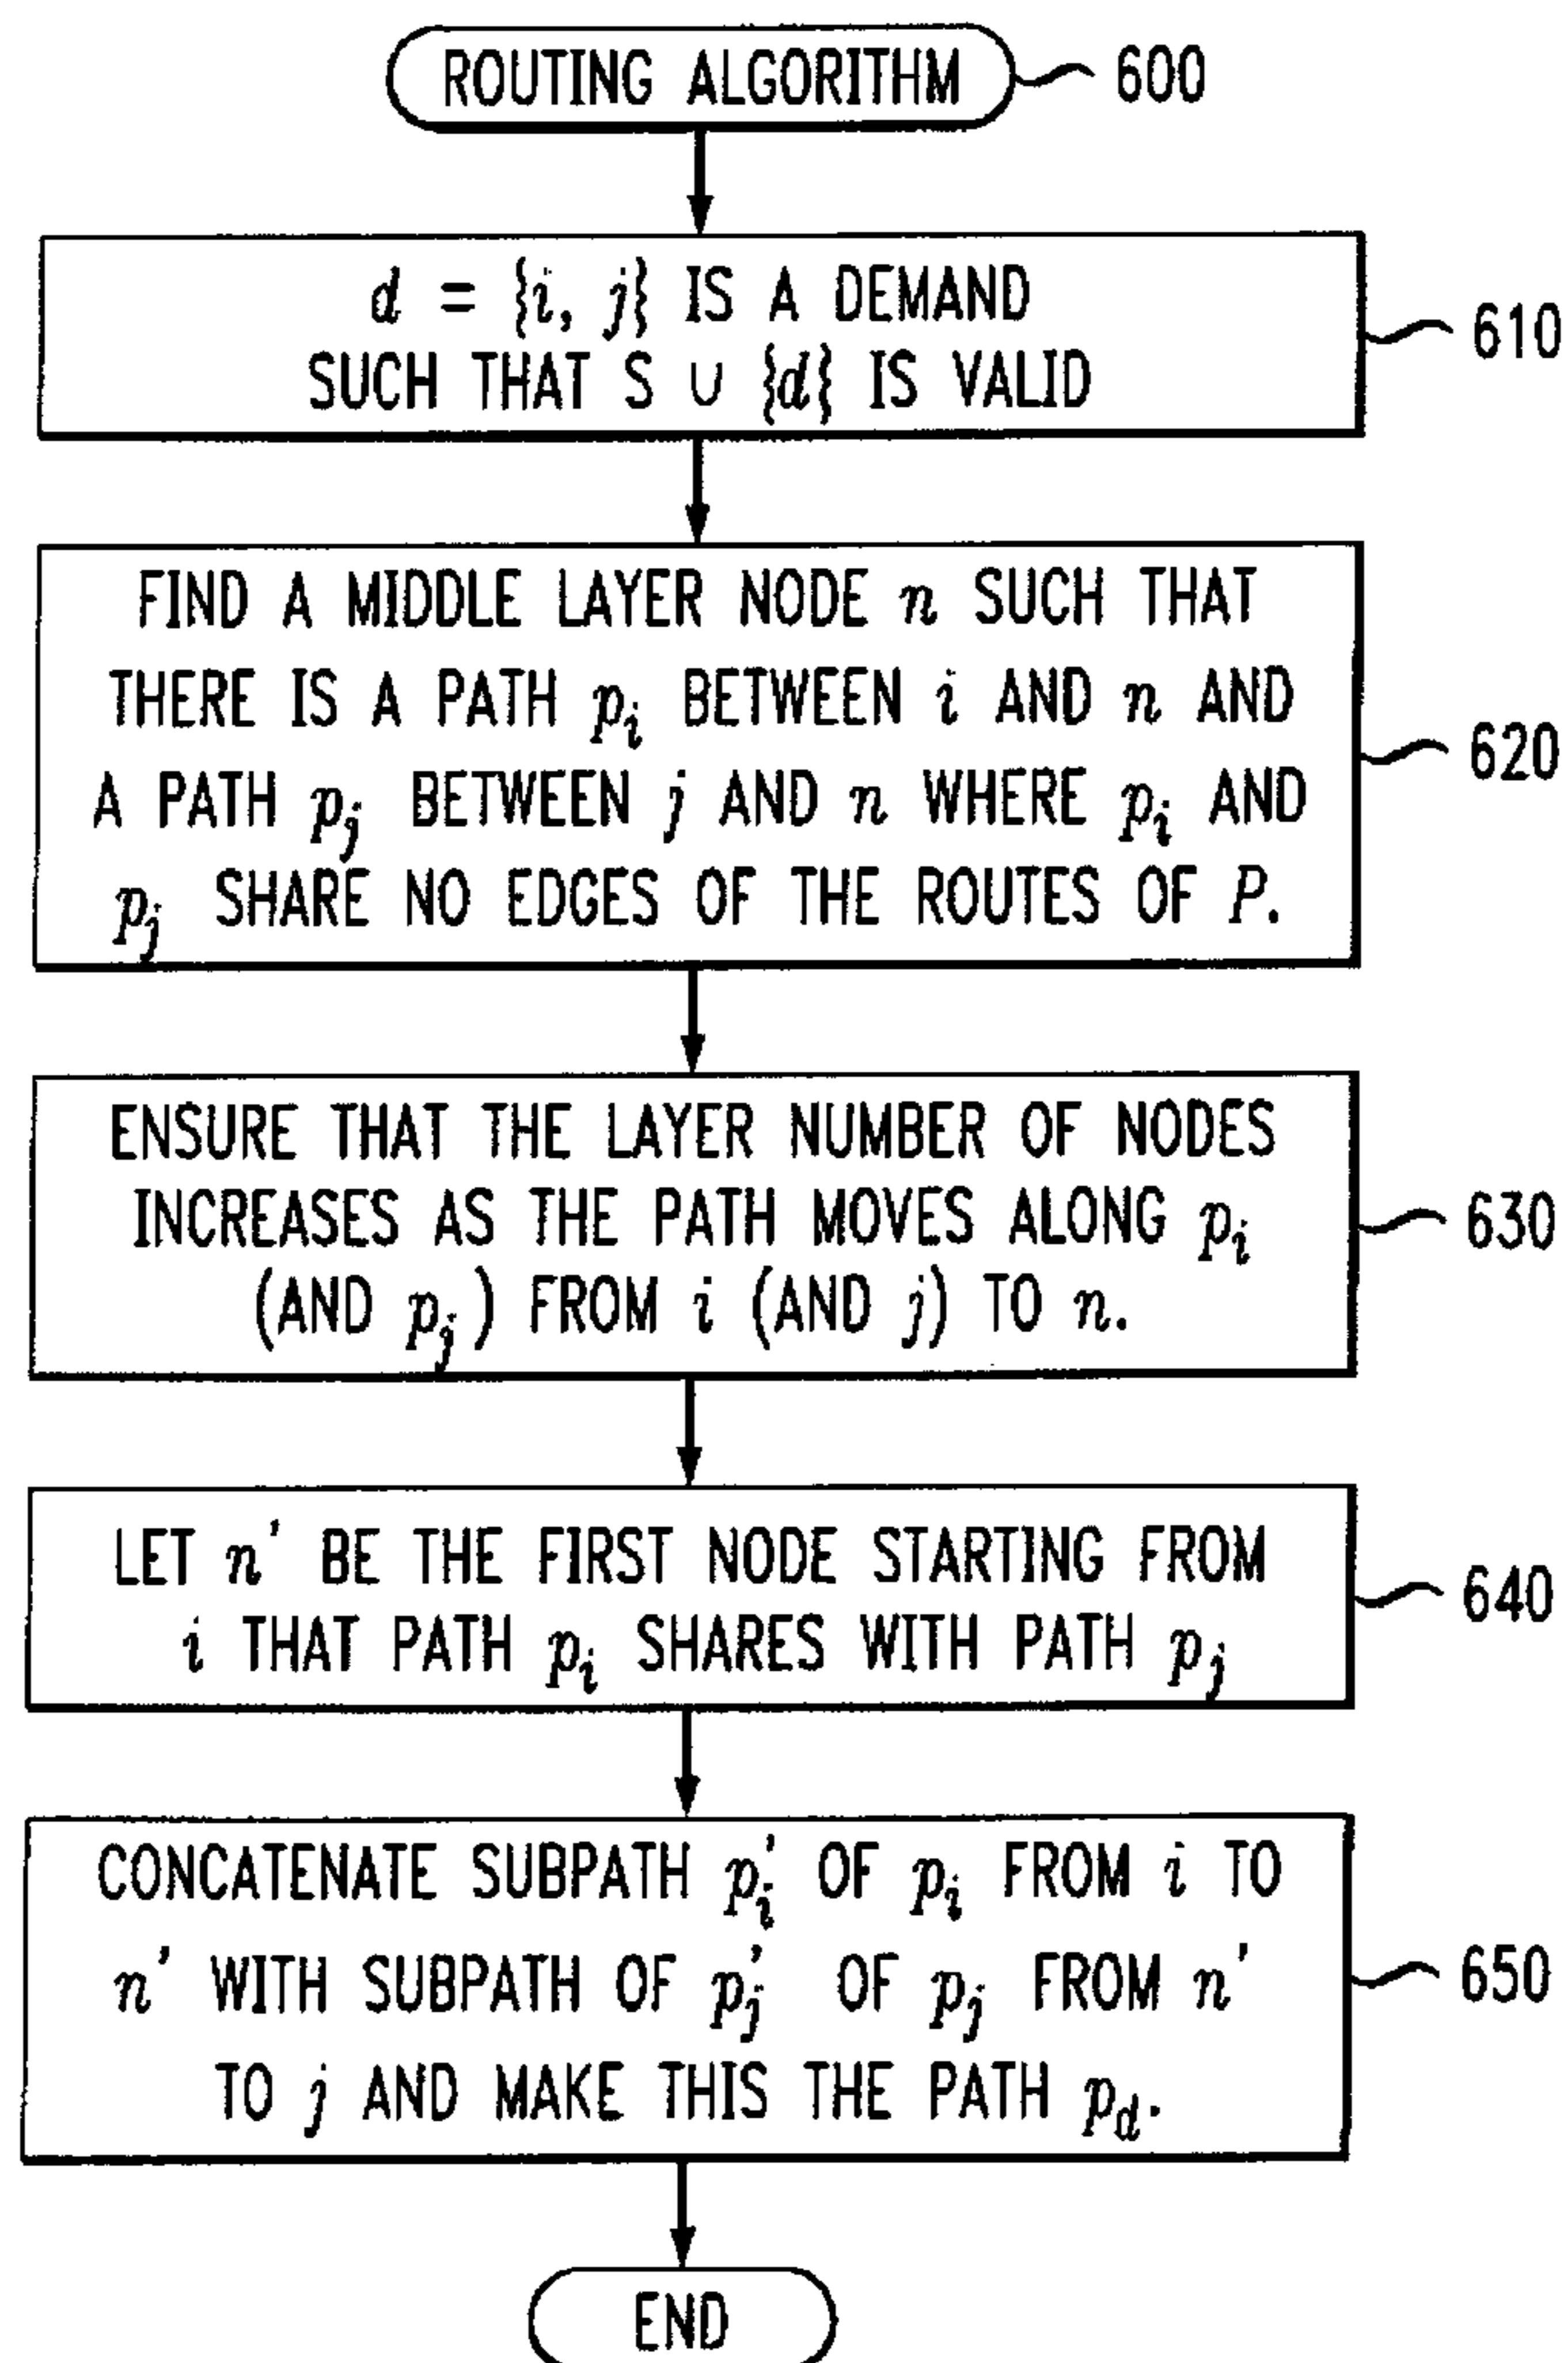 ROUTING ALGORITHM
600
d = {i, j} IS A DEMAND
SUCH THAT S ∪ {d} IS VALID
610
FIND A MIDDLE LAYER NODE n SUCH THAT
THERE IS A PATH p_i BETWEEN i AND n AND
A PATH p_j BETWEEN j AND n WHERE p_i AND
p_j SHARE NO EDGES OF THE ROUTES OF P.
620
ENSURE THAT THE LAYER NUMBER OF NODES
INCREASES AS THE PATH MOVES ALONG p_i
(AND p_j) FROM i (AND j) TO n.
630
LET n' BE THE FIRST NODE STARTING FROM
i THAT PATH p_i SHARES WITH PATH p_j
640
CONCATENATE SUBPATH p'_i OF p_i FROM i TO
n' WITH SUBPATH OF p'_j OF p_j FROM n'
TO j AND MAKE THIS THE PATH p_d.
650
END